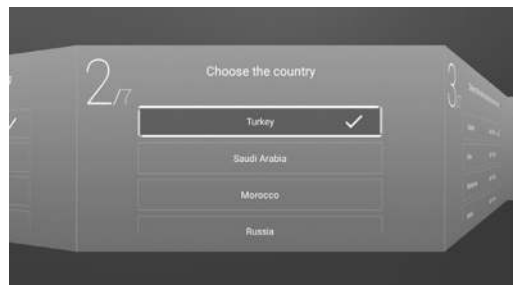 2/7
Choose the country
Turkey
Saudi Arabia
Morocco
Russia
3